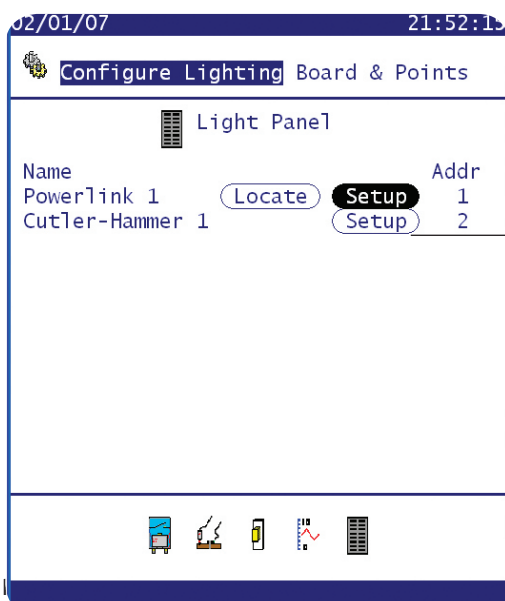 02/01/07 21:52:15
Configure Lighting Board & Points
Light Panel
Name Addr
Powerlink 1 Locate Setup 1
Cutler-Hammer 1 Setup 2